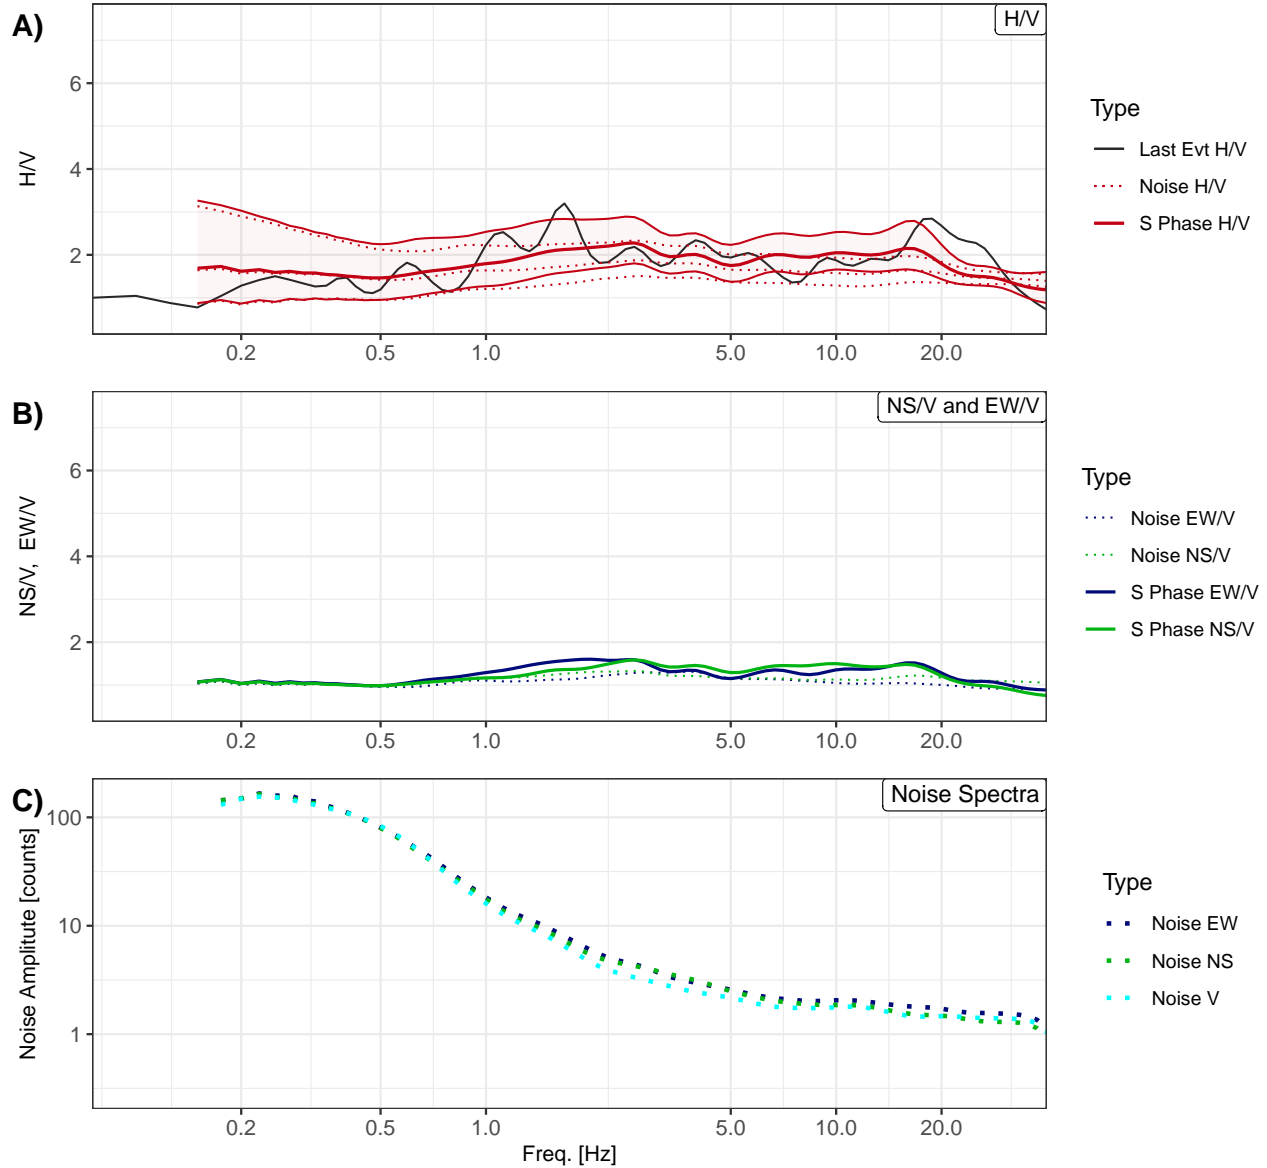 A)
H/V
6
4
2
H/V
0.2 0.5 1.0 5.0 10.0 20.0
Type
Last Evt H/V
Noise H/V
S Phase H/V
B)
NS/V and EW/V
6
4
2
NS/V, EW/V
0.2 0.5 1.0 5.0 10.0 20.0
Type
Noise EW/V
Noise NS/V
S Phase EW/V
S Phase NS/V
C)
Noise Spectra
100
10
1
Noise Amplitute [counts]
0.2 0.5 1.0 5.0 10.0 20.0
Freq. [Hz]
Type
Noise EW
Noise NS
Noise V